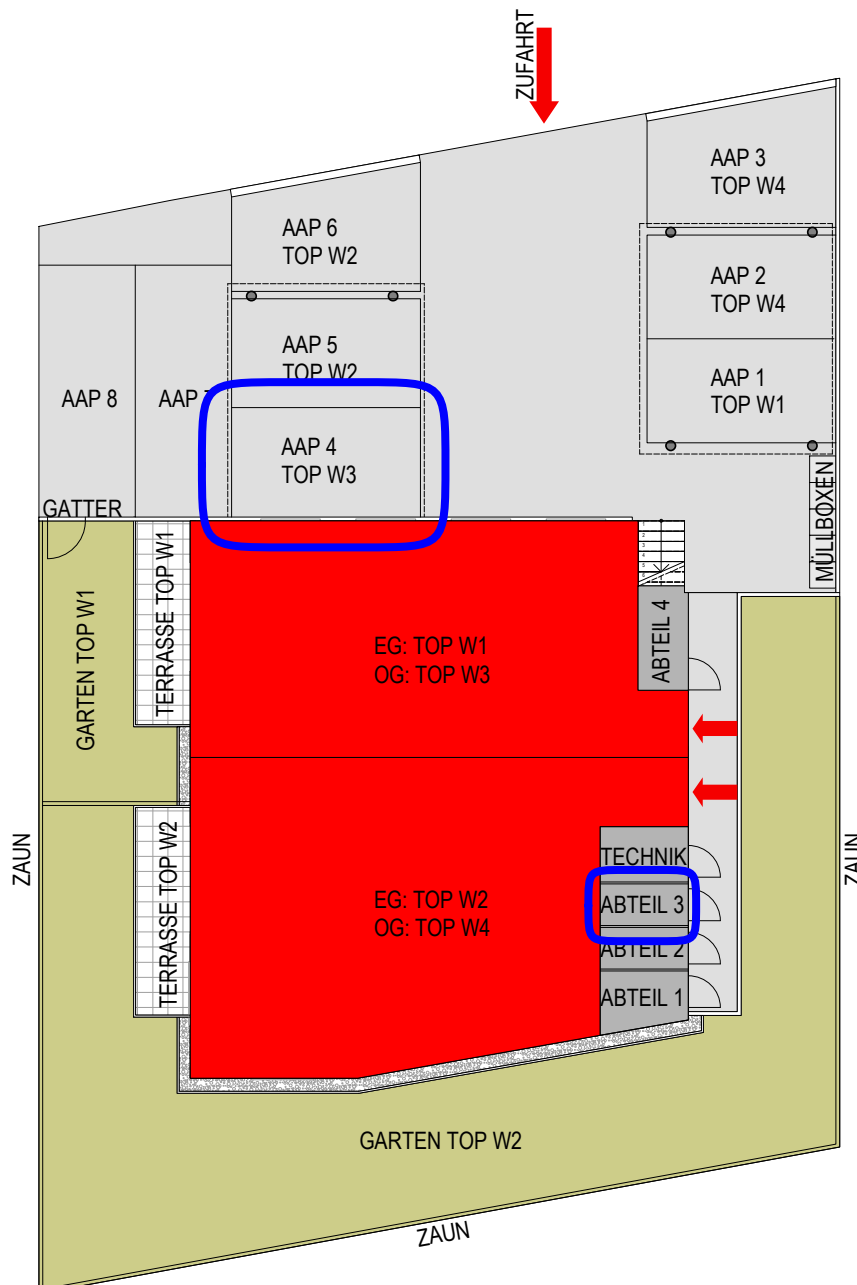 ZUFAHRT
AAP 3
TOP W4
AAP 6
TOP W2
AAP 2
TOP W4
AAP 5
TOP W2
AAP 1
TOP W1
AAP 8
AAP 7
AAP 4
TOP W3
MÜLLBOXEN
GATTER
GARTEN TOP W1
TERRASSE TOP W1
EG: TOP W1
OG: TOP W3
ABTEIL 4
ZAUN
TERRASSE TOP W2
EG: TOP W2
OG: TOP W4
TECHNIK
ABTEIL 3
ABTEIL 2
ABTEIL 1
ZAUN
GARTEN TOP W2
ZAUN